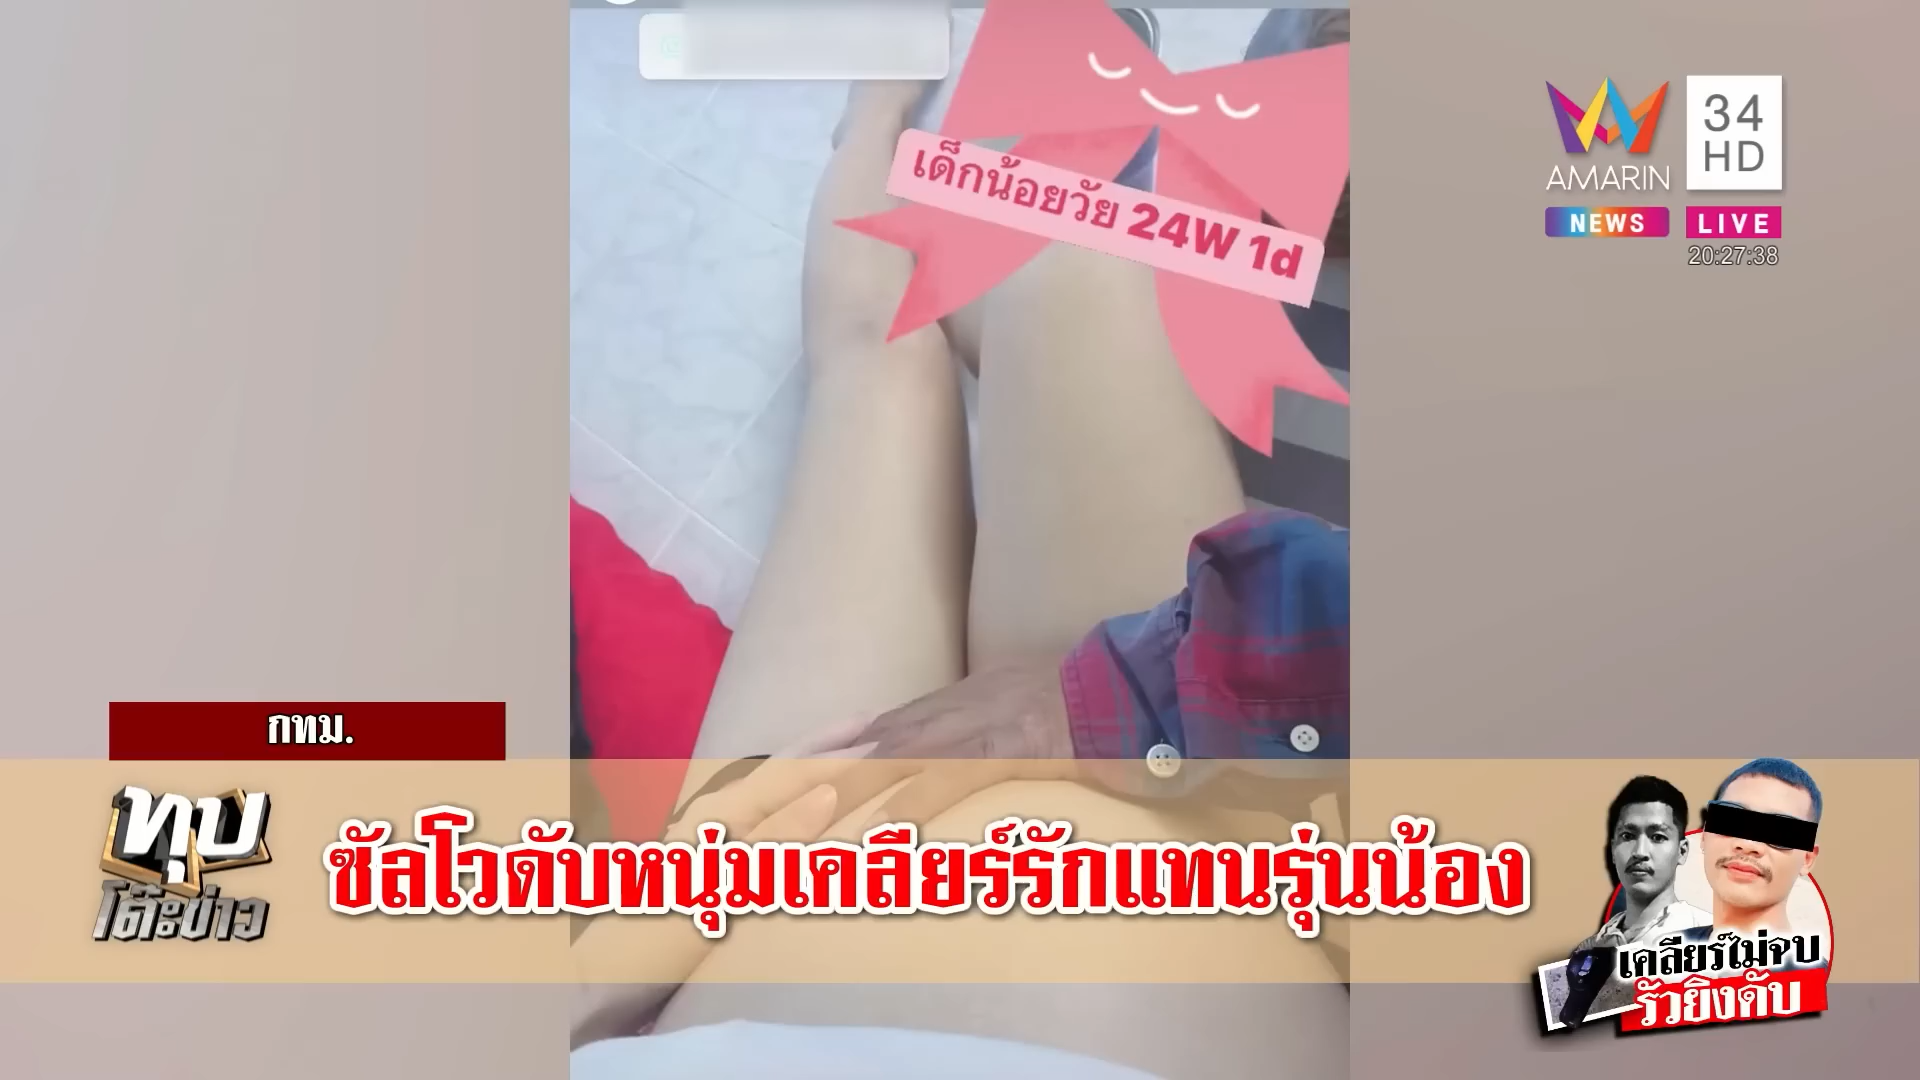 เด็กน้อยวัย 24W 1d
AMARIN
34
HD
NEWS
LIVE
20:27:38
กทม.
ทุบ
โต๊ะข่าว
ซัลโวดับหนุ่มเคลียร์รักแทนรุ่นน้อง
เคลียร์ไม่จบ
รัวยิงดับ